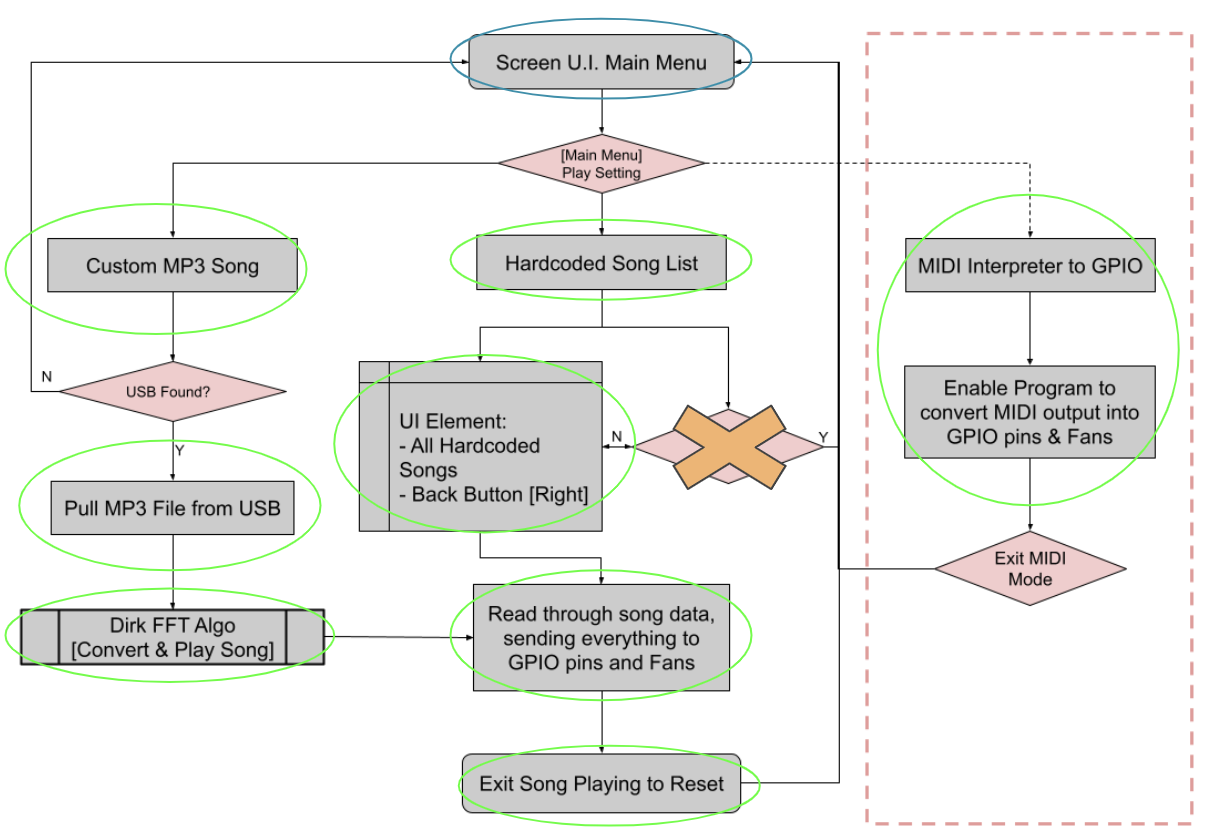 Screen U.I. Main Menu
[Main Menu]
Play Setting
Custom MP3 Song
Hardcoded Song List
MIDI Interpreter to GPIO
N
USB Found?
Y
UI Element:
- All Hardcoded
Songs
- Back Button [Right]
N
Y
Enable Program to
convert MIDI output into
GPIO pins & Fans
Pull MP3 File from USB
Exit MIDI
Mode
Dirk FFT Algo
[Convert & Play Song]
Read through song data,
sending everything to
GPIO pins and Fans
Exit Song Playing to Reset